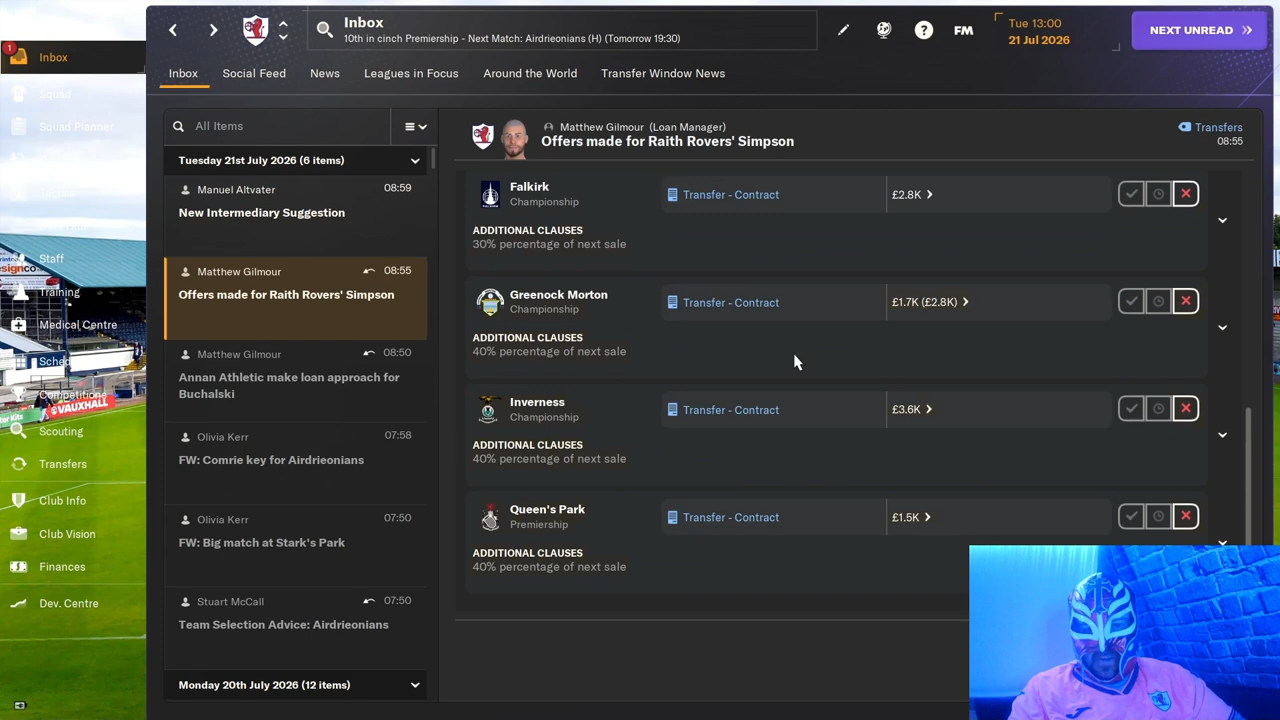 Inbox
10th in cinch Premiership - Next Match: Airdrieonians (H) (Tomorrow 19:30)
FM
Tue 13:00
21 Jul 2026
NEXT UNREAD
1
Inbox
Squad
Squad Planner
Staff
Training
Medical Centre
Sched
Competitions
Scouting
Transfers
Club Info
Club Vision
Finances
Dev. Centre
VAUXHALL
Inbox
Social Feed
News
Leagues in Focus
Around the World
Transfer Window News
All Items
Tuesday 21st July 2026 (6 items)
Manuel Altvater
08:59
New Intermediary Suggestion
Matthew Gilmour
08:55
Offers made for Raith Rovers' Simpson
Matthew Gilmour
08:50
Annan Athletic make loan approach for
Buchalski
Olivia Kerr
07:58
FW: Comrie key for Airdrieonians
Olivia Kerr
07:50
FW: Big match at Stark's Park
Stuart McCall
07:50
Team Selection Advice: Airdrieonians
Monday 20th July 2026 (12 items)
Matthew Gilmour (Loan Manager)
Offers made for Raith Rovers' Simpson
Transfers
08:55
Falkirk
Championship
Transfer - Contract
£2.8K
ADDITIONAL CLAUSES
30% percentage of next sale
Greenock Morton
Championship
Transfer - Contract
£1.7K (£2.8K)
ADDITIONAL CLAUSES
40% percentage of next sale
Inverness
Championship
Transfer - Contract
£3.6K
ADDITIONAL CLAUSES
40% percentage of next sale
Queen's Park
Premiership
Transfer - Contract
£1.5K
ADDITIONAL CLAUSES
40% percentage of next sale